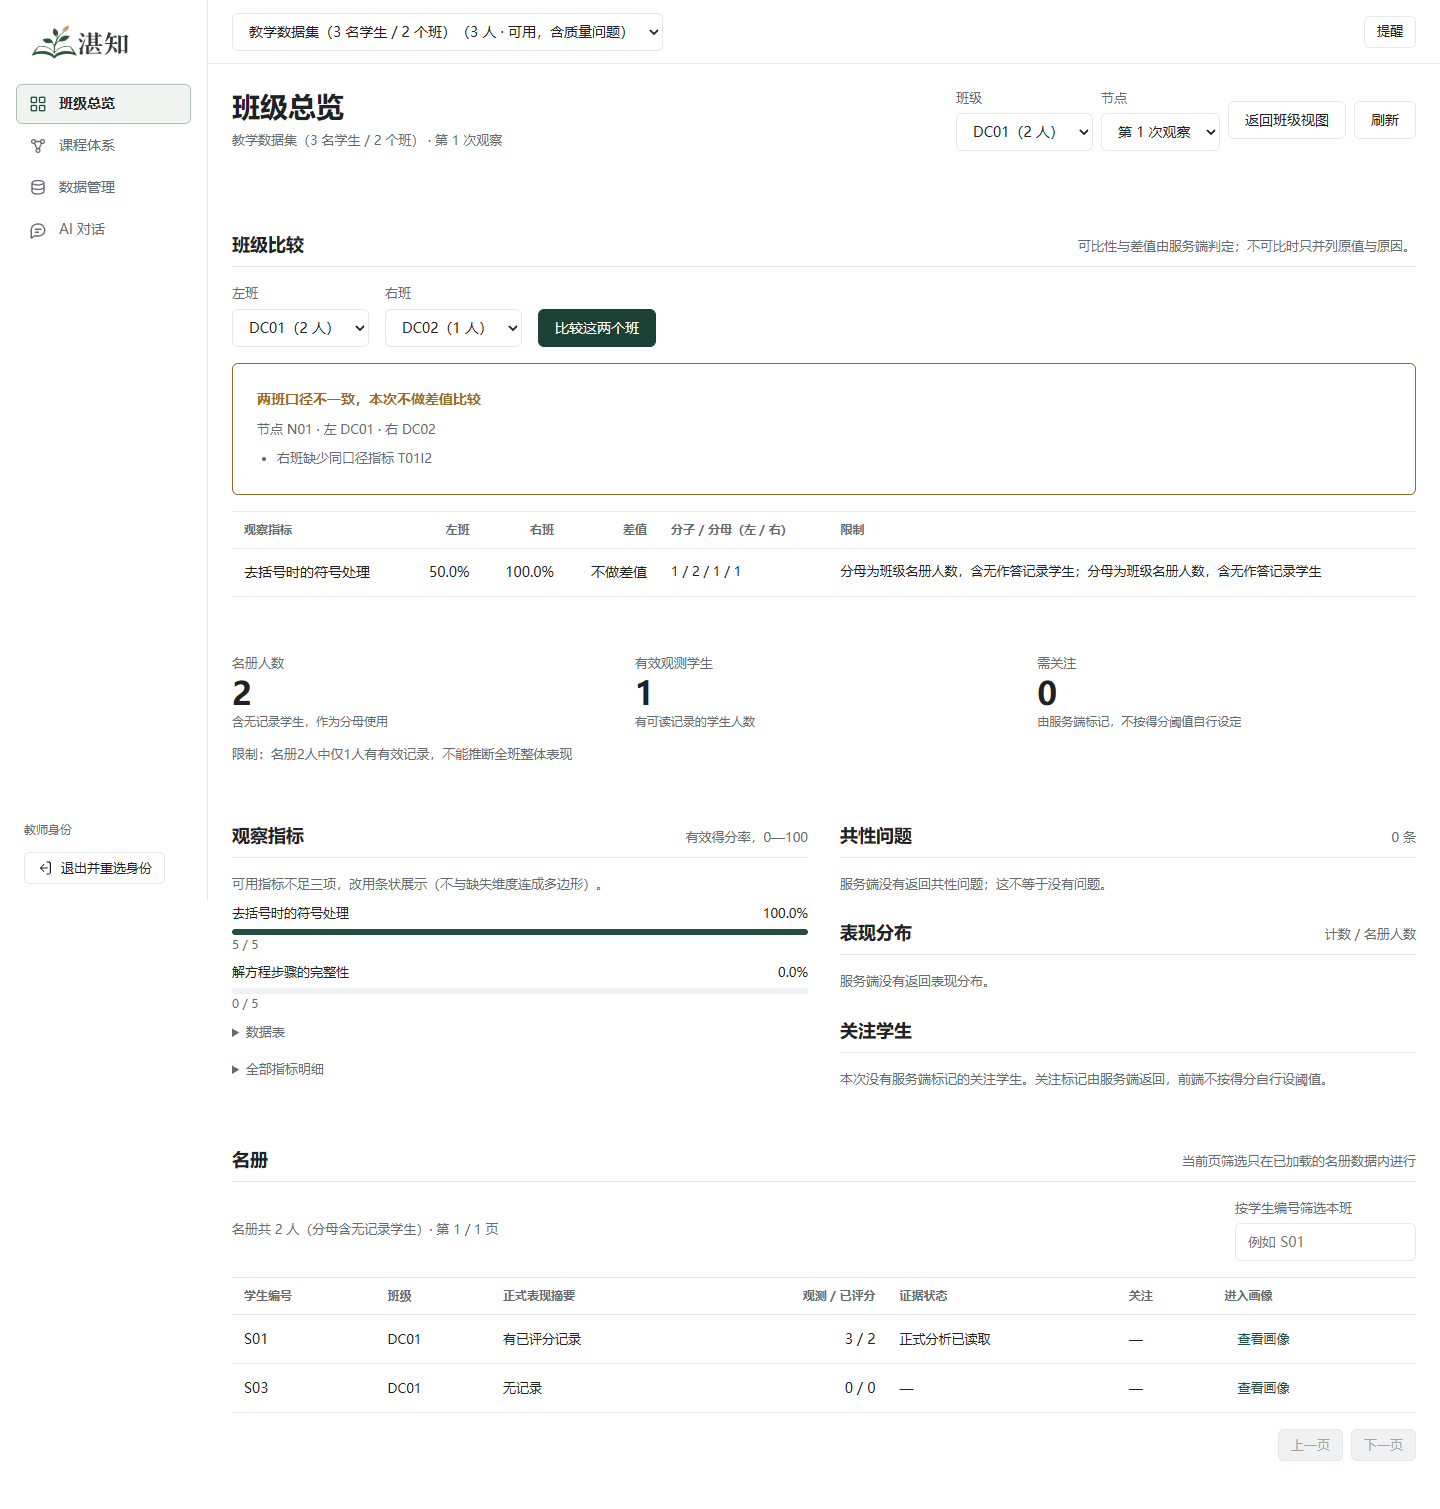 湛知
班级总览
课程体系
数据管理
AI 对话
教师身份
退出并重选身份
教学数据集（3 名学生 / 2 个班）（3 人 · 可用，含质量问题）
提醒
班级总览
教学数据集（3 名学生 / 2 个班） · 第 1 次观察
班级
DC01（2 人）
节点
第 1 次观察
返回班级视图
刷新
班级比较
可比性与差值由服务端判定；不可比时只并列原值与原因。
左班
右班
DC01（2 人）
DC02（1 人）
比较这两个班
两班口径不一致，本次不做差值比较
节点 N01 · 左 DC01 · 右 DC02
• 右班缺少同口径指标 T01I2
观察指标 左班 右班 差值 分子 / 分母（左 / 右） 限制
去括号时的符号处理 50.0% 100.0% 不做差值 1 / 2 / 1 / 1 分母为班级名册人数，含无作答记录学生；分母为班级名册人数，含无作答记录学生
名册人数
2
含无记录学生，作为分母使用
有效观测学生
1
有可读记录的学生人数
需关注
0
由服务端标记，不按得分阈值自行设定
限制：名册2人中仅1人有有效记录，不能推断全班整体表现
观察指标
有效得分率，0—100
可用指标不足三项，改用条状展示（不与缺失维度连成多边形）。
去括号时的符号处理 100.0%
5 / 5
解方程步骤的完整性 0.0%
0 / 5
数据表
全部指标明细
共性问题
0 条
服务端没有返回共性问题；这不等于没有问题。
表现分布
计数 / 名册人数
服务端没有返回表现分布。
关注学生
本次没有服务端标记的关注学生。关注标记由服务端返回，前端不按得分自行设阈值。
名册
当前页筛选只在已加载的名册数据内进行
名册共 2 人（分母含无记录学生） · 第 1 / 1 页
按学生编号筛选本班
例如 S01
学生编号 班级 正式表现摘要 观测 / 已评分 证据状态 关注 进入画像
S01 DC01 有已评分记录 3 / 2 正式分析已读取 — 查看画像
S03 DC01 无记录 0 / 0 — — 查看画像
上一页
下一页